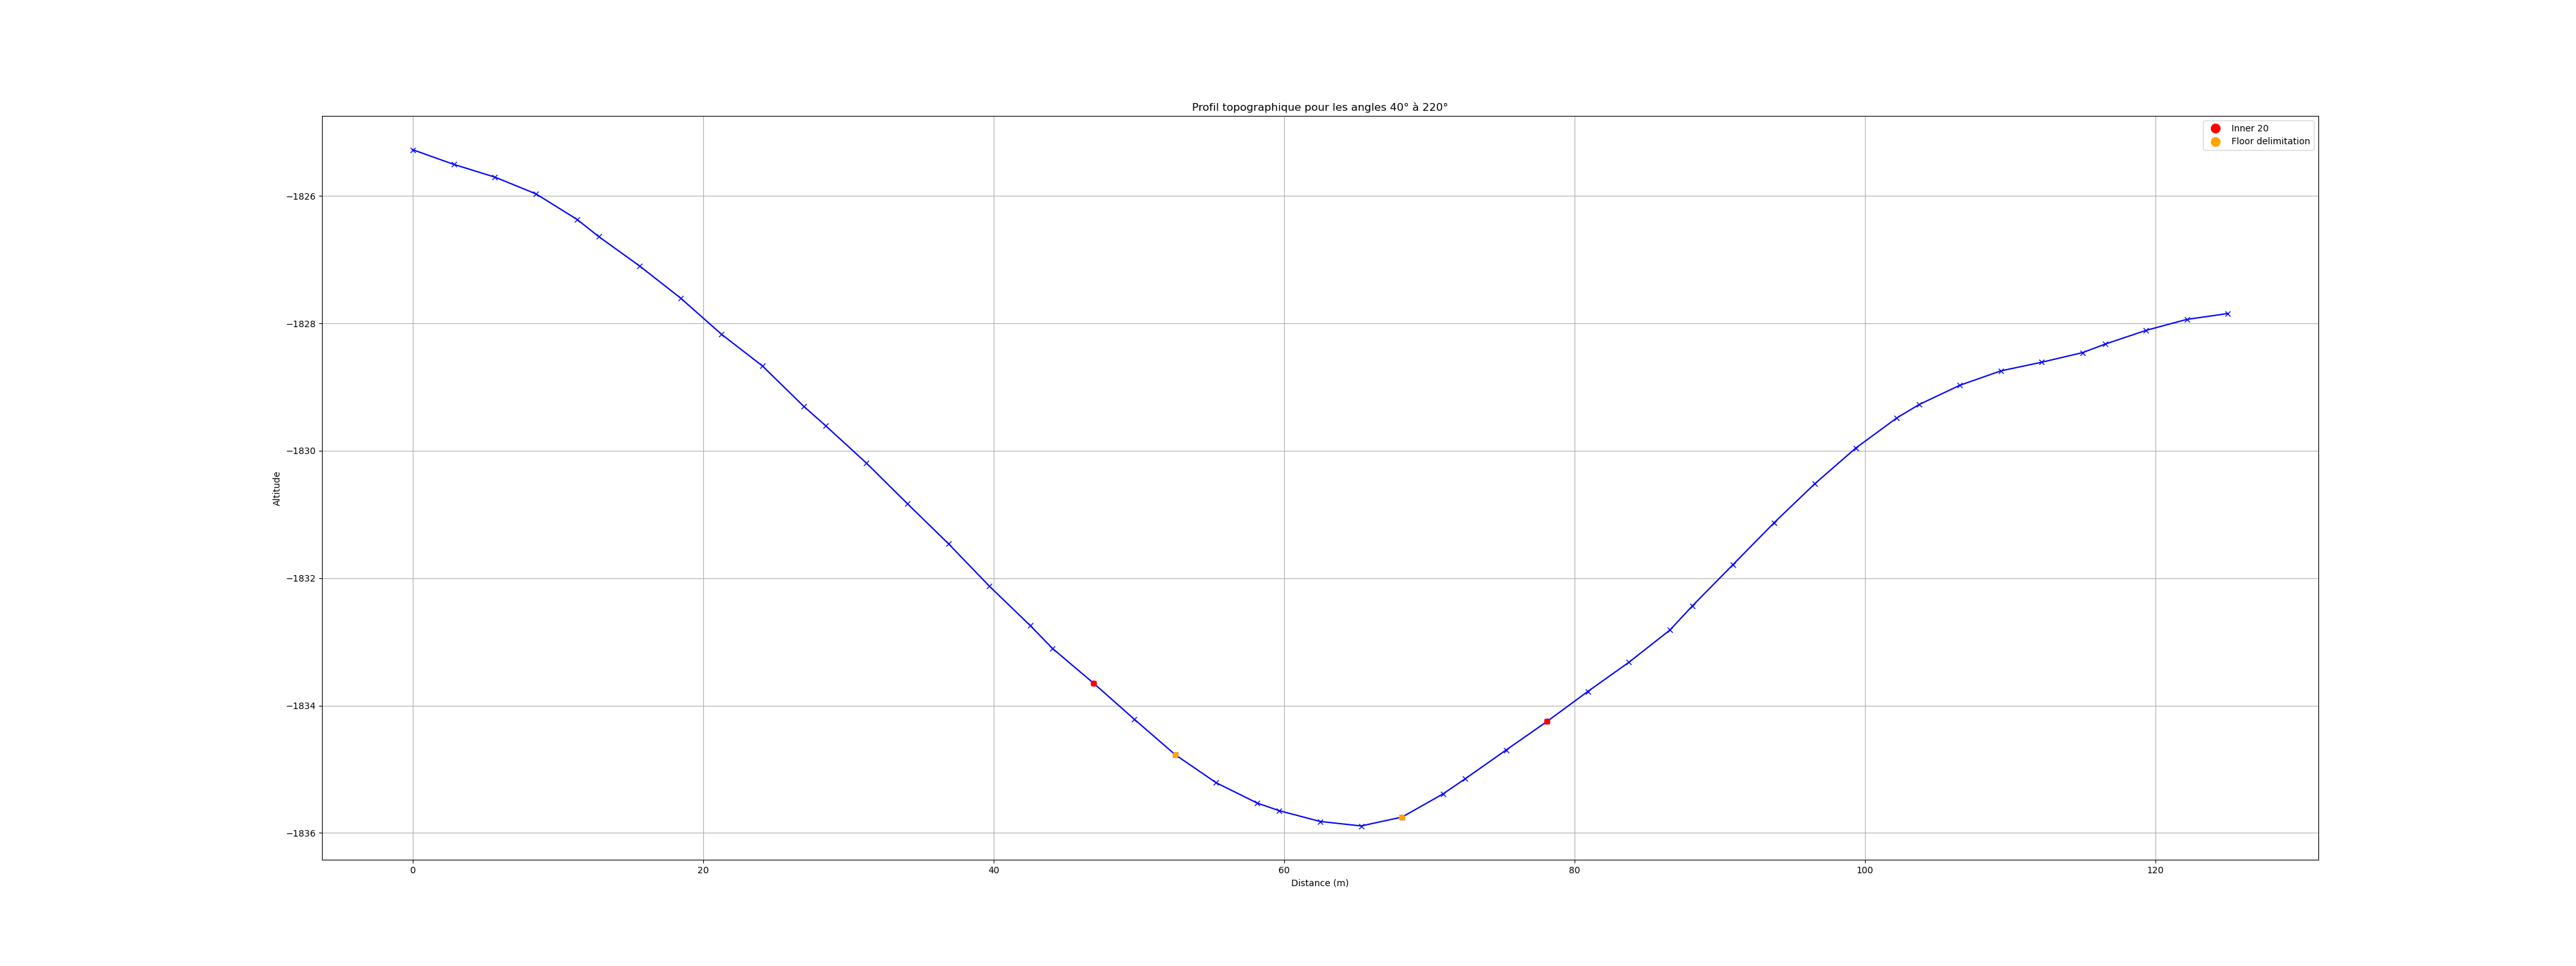 Profil topographique pour les angles 40° à 220°
Inner 20
Floor delimitation
−1826
−1828
−1830
−1832
−1834
−1836
Altitude
0 20 40 60 80 100 120
Distance (m)